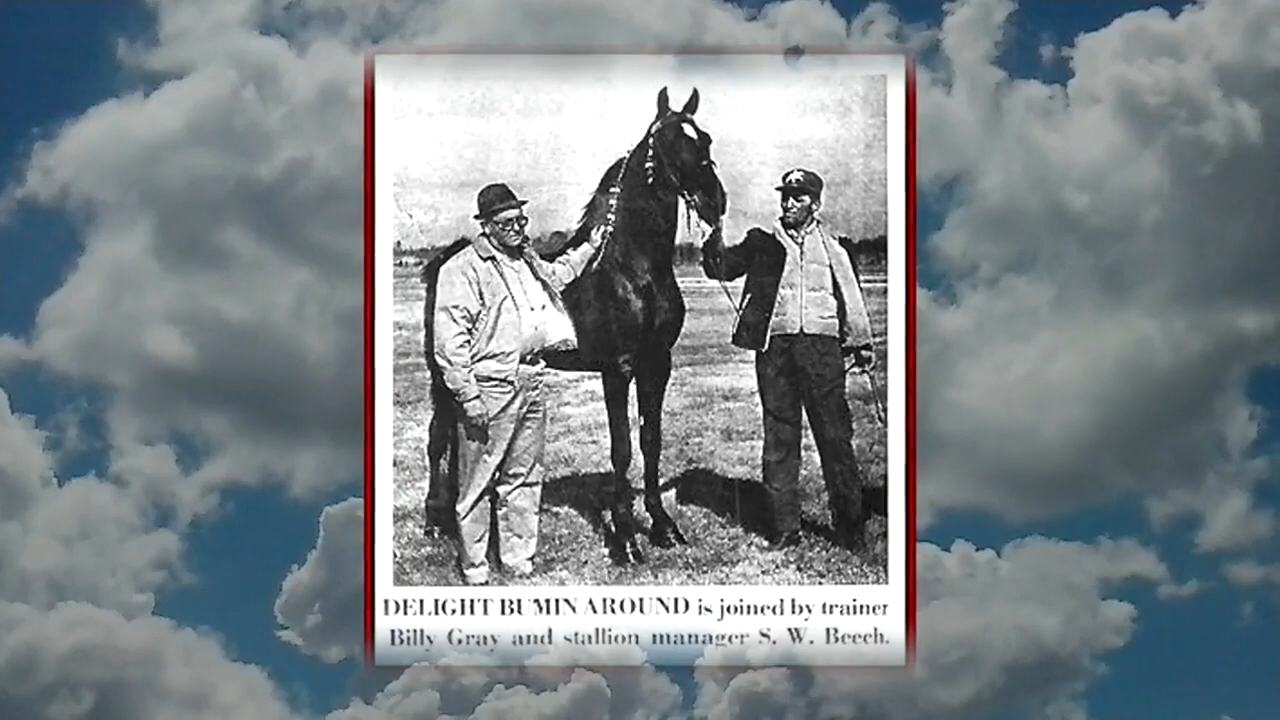 DELIGHT BUMIN AROUND is joined by trainer
Billy Gray and stallion manager S. W. Beech.